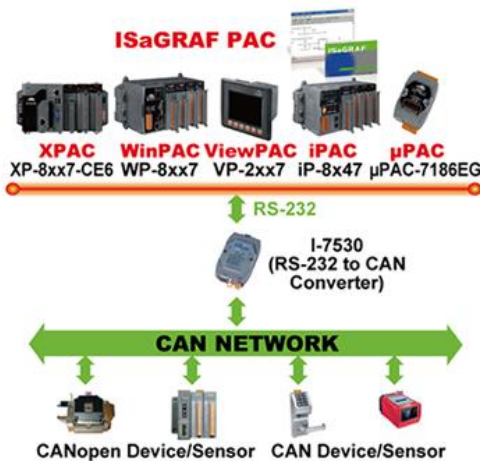 ISaGRAF PAC
ISaGRAF
XPAC WinPAC ViewPAC iPAC µPAC
XP-8xx7-CE6 WP-8xx7 VP-2xx7 iP-8x47 µPAC-7186EG
RS-232
I-7530
(RS-232 to CAN
Converter)
CAN NETWORK
CANopen Device/Sensor CAN Device/Sensor